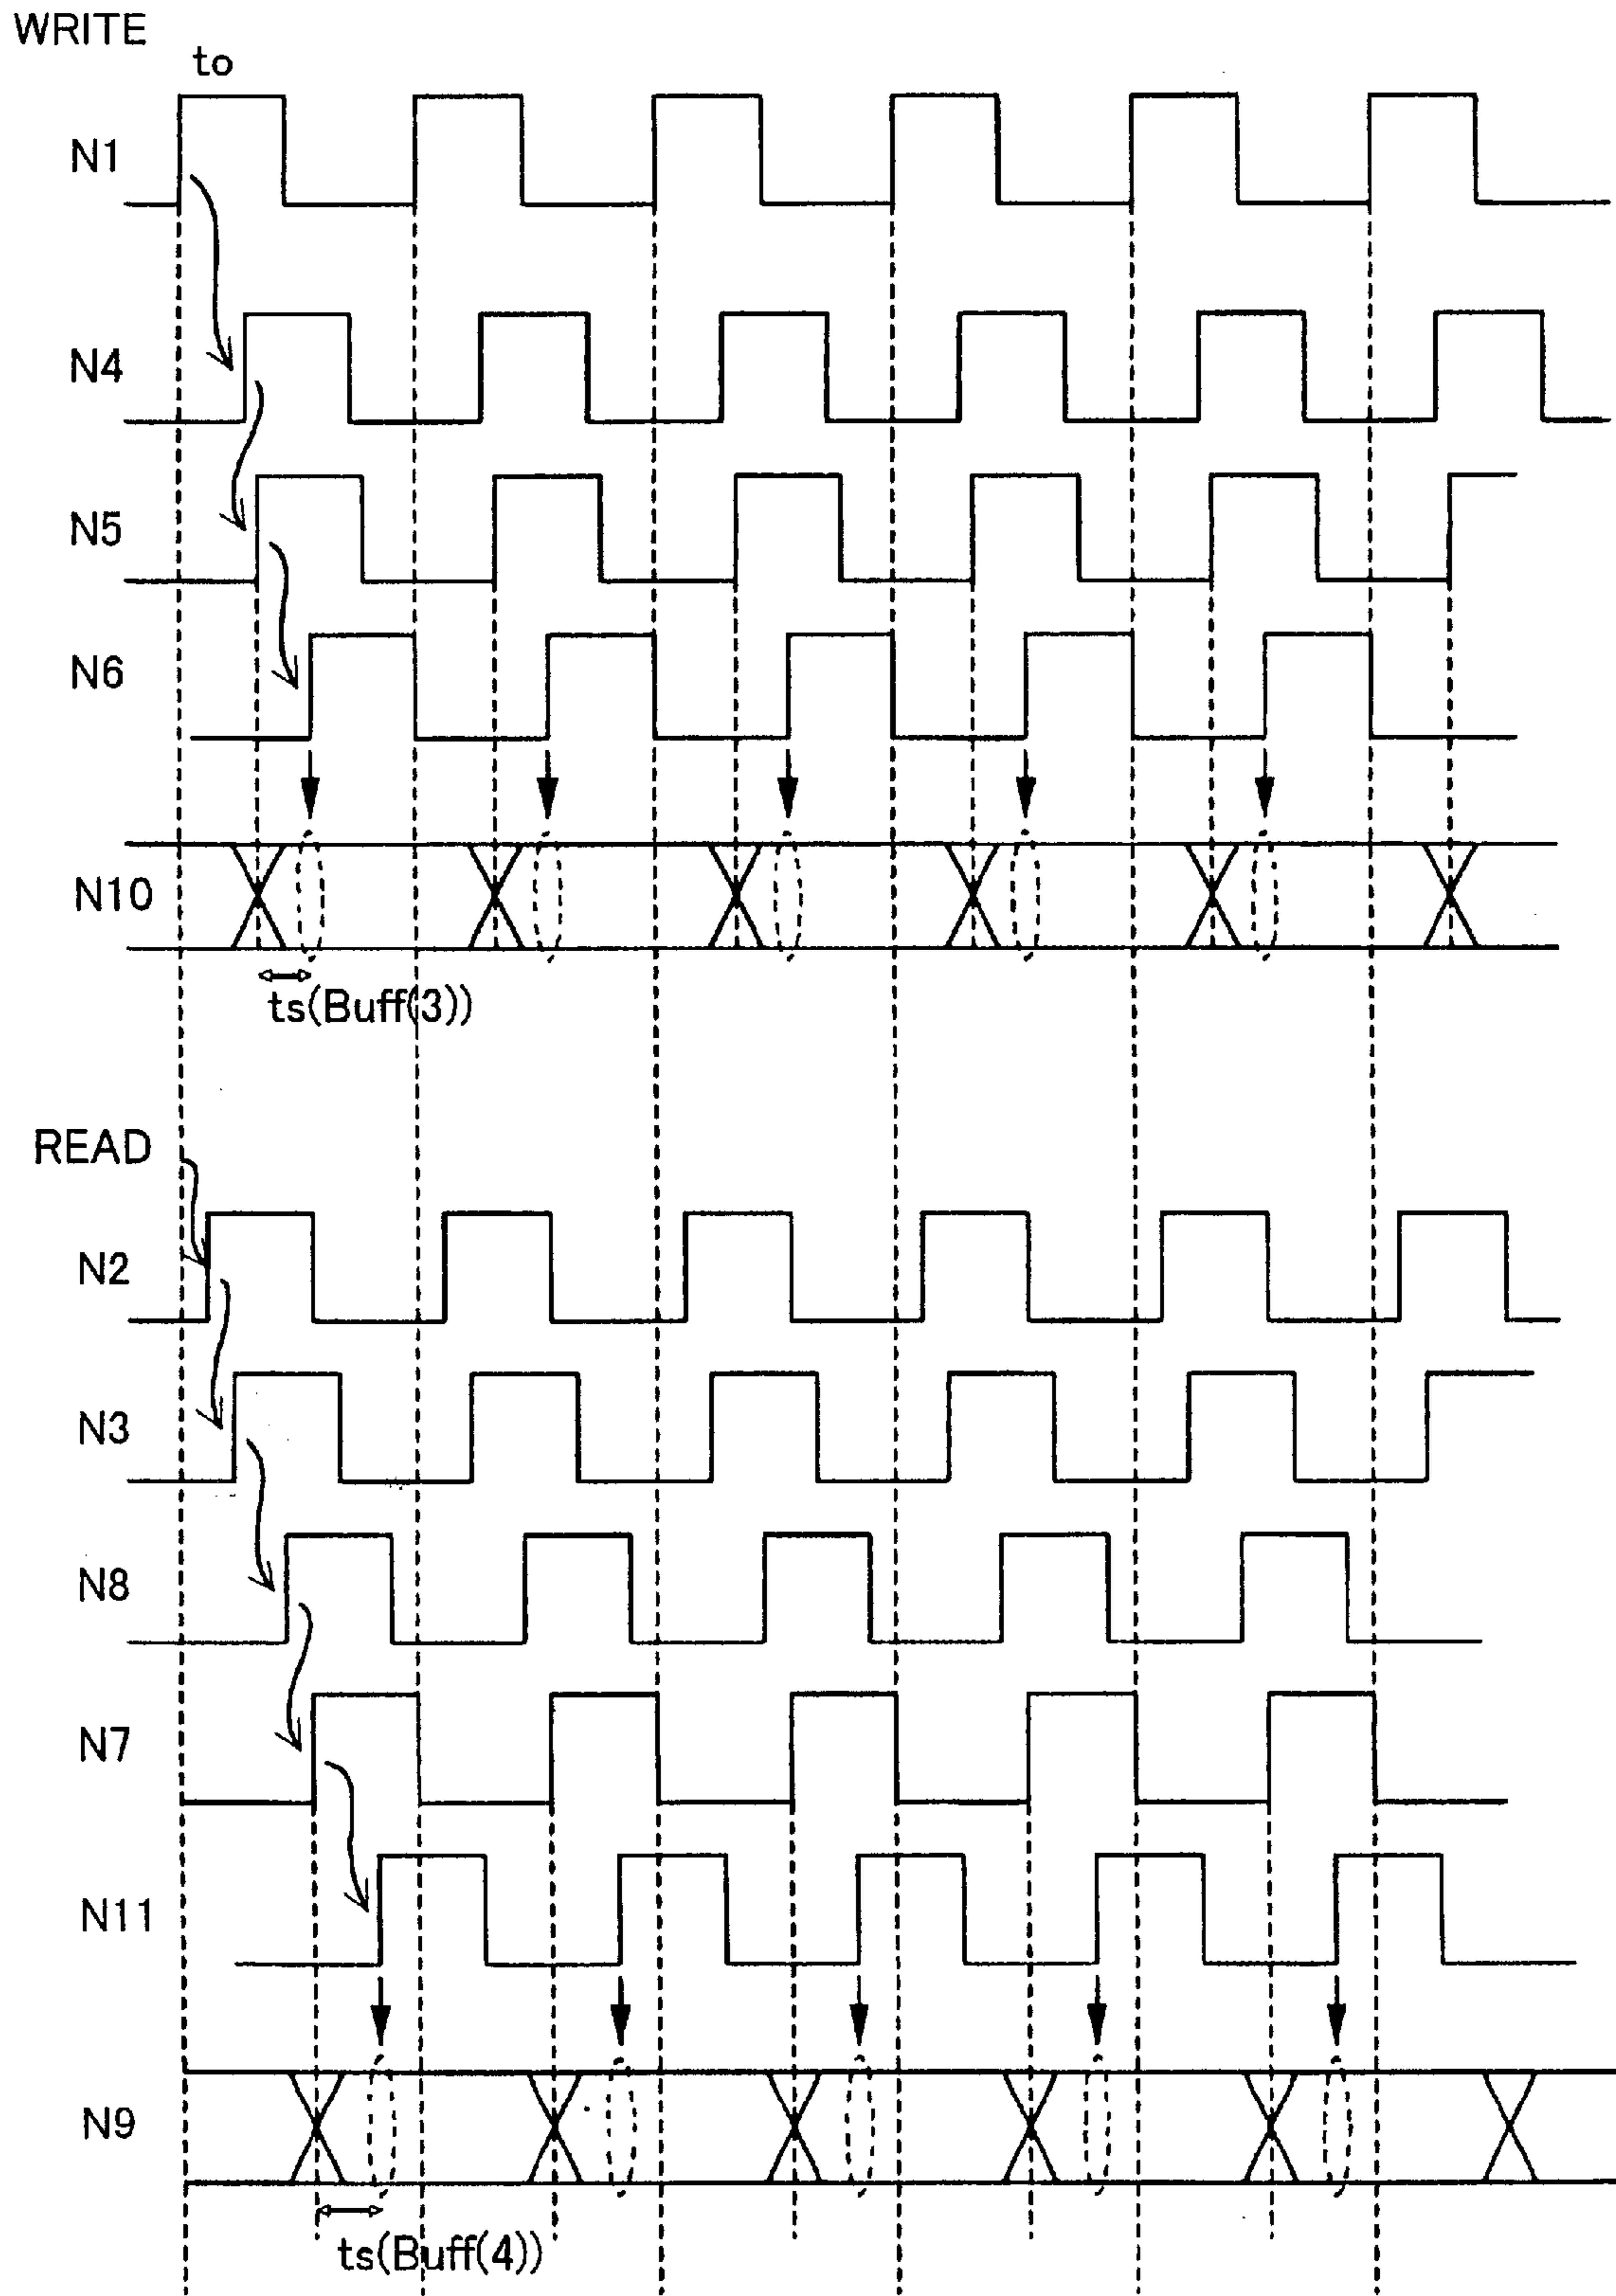 WRITE
to
N1
N4
N5
N6
N10
ts(Buff(3))
READ
N2
N3
N8
N7
N11
N9
ts(Buff(4))